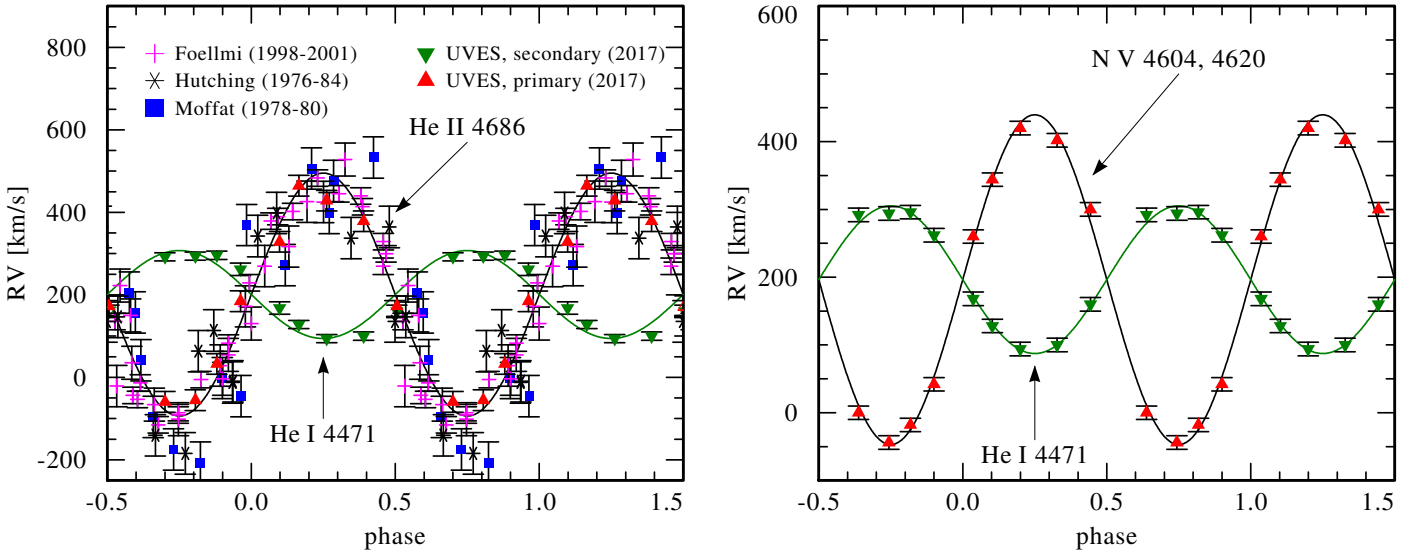 800
600
400
200
0
-200
RV [km/s]
-0.5 0.0 0.5 1.0 1.5
phase
Foellmi (1998-2001)
Hutching (1976-84)
Moffat (1978-80)
UVES, secondary (2017)
UVES, primary (2017)
He II 4686
He I 4471
600
400
200
0
RV [km/s]
-0.5 0.0 0.5 1.0 1.5
phase
N V 4604, 4620
He I 4471